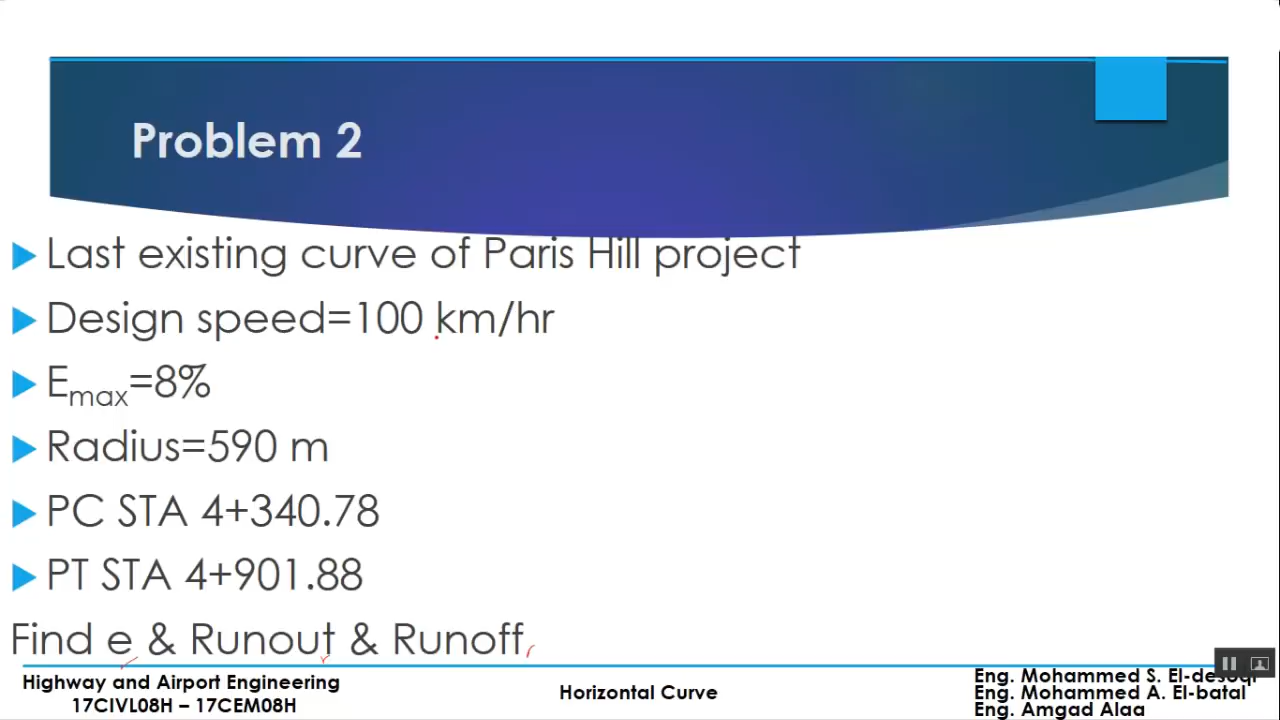 Problem 2
Last existing curve of Paris Hill project
Design speed=100 km/hr
Emax=8%
Radius=590 m
PC STA 4+340.78
PT STA 4+901.88
Find e & Runout & Runoff
Highway and Airport Engineering
17CIVL08H – 17CEM08H
Horizontal Curve
Eng. Mohammed S. El-desuqi
Eng. Mohammed A. El-batal
Eng. Amgad Alaa